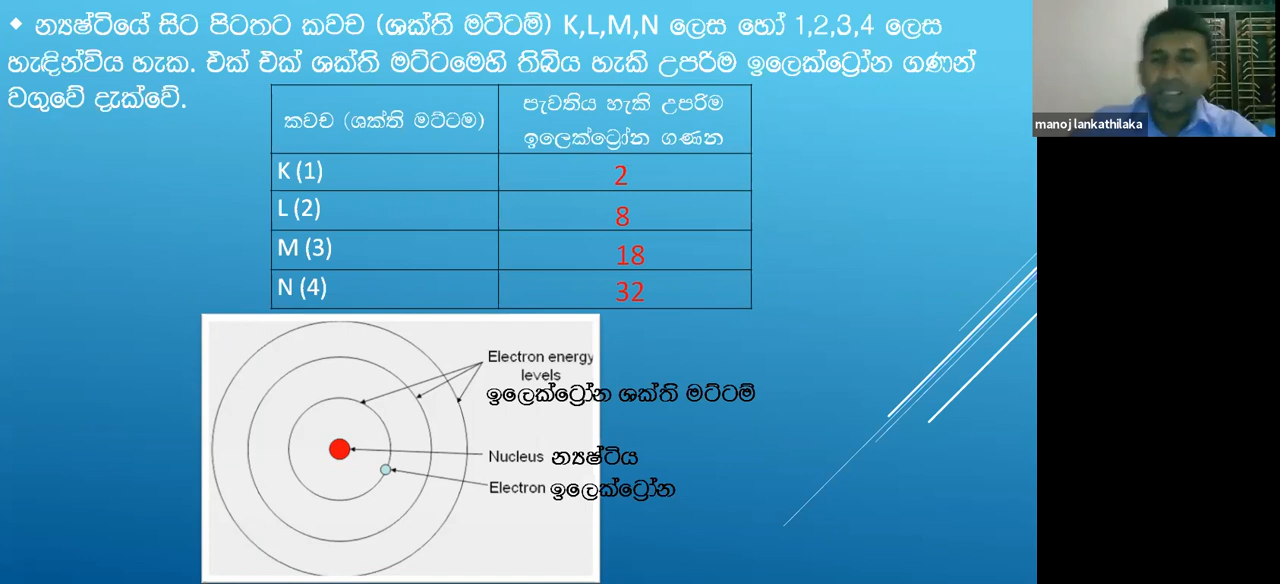 ◆ න්‍යෂ්ටියේ සිට පිටතට කවච (ශක්ති මට්ටම්) K,L,M,N ලෙස හෝ 1,2,3,4 ලෙස
හැඳින්විය හැක. එක් එක් ශක්ති මට්ටමෙහි තිබිය හැකි උපරිම ඉලෙක්ට්‍රෝන ගණන්
වගුවේ දැක්වේ.
කවච (ශක්ති මට්ටම) පැවතිය හැකි උපරිම
ඉලෙක්ට්‍රෝන ගණන
K (1) 2
L (2) 8
M (3) 18
N (4) 32
Electron energy
levels
ඉලෙක්ට්‍රෝන ශක්ති මට්ටම්
Nucleus න්‍යෂ්ටිය
Electron ඉලෙක්ට්‍රෝන
manoj lankathilaka